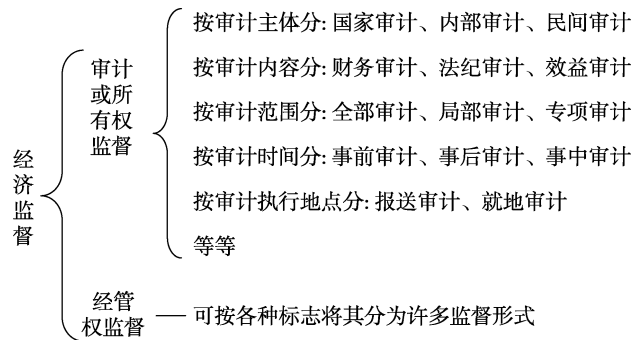 经济监督
审计或所有权监督
按审计主体分: 国家审计、内部审计、民间审计
按审计内容分: 财务审计、法纪审计、效益审计
按审计范围分: 全部审计、局部审计、专项审计
按审计时间分: 事前审计、事后审计、事中审计
按审计执行地点分: 报送审计、就地审计
等等
经管权监督
可按各种标志将其分为许多监督形式